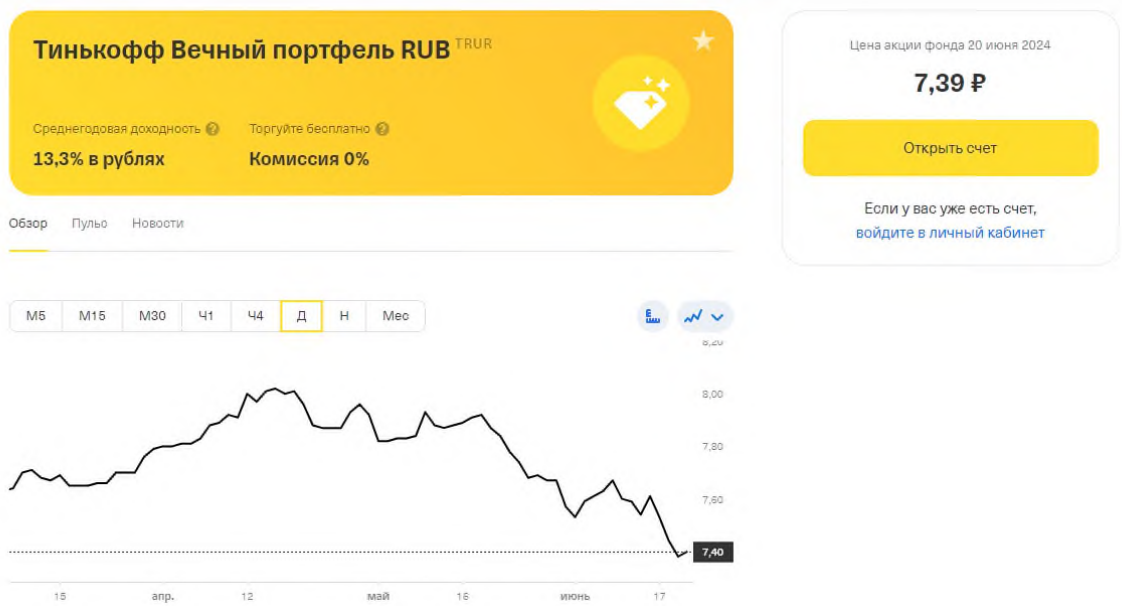 Тинькофф Вечный портфель RUB TRUR
Среднегодовая доходность ?
13,3% в рублях
Торгуйте бесплатно ?
Комиссия 0%
Цена акции фонда 20 июня 2024
7,39 ₽
Открыть счет
Если у вас уже есть счет,
войдите в личный кабинет
Обзор Пульс Новости
М5 М15 М30 Ч1 Ч4 Д Н Мес
8,20
8,00
7,80
7,60
7,40
15 апр. 12 май 16 июнь 17